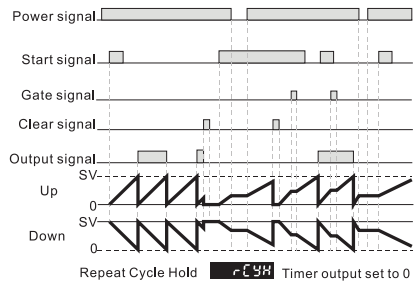 Power signal
Start signal
Gate signal
Clear signal
Output signal
SV
Up
0
SV
Down
0
Repeat Cycle Hold rCYH Timer output set to 0